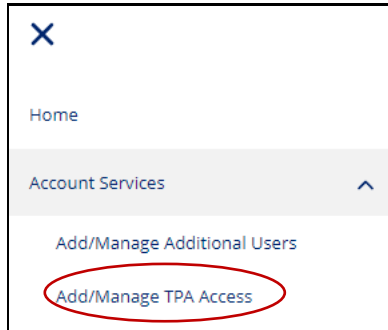 Home
Account Services
Add/Manage Additional Users
Add/Manage TPA Access